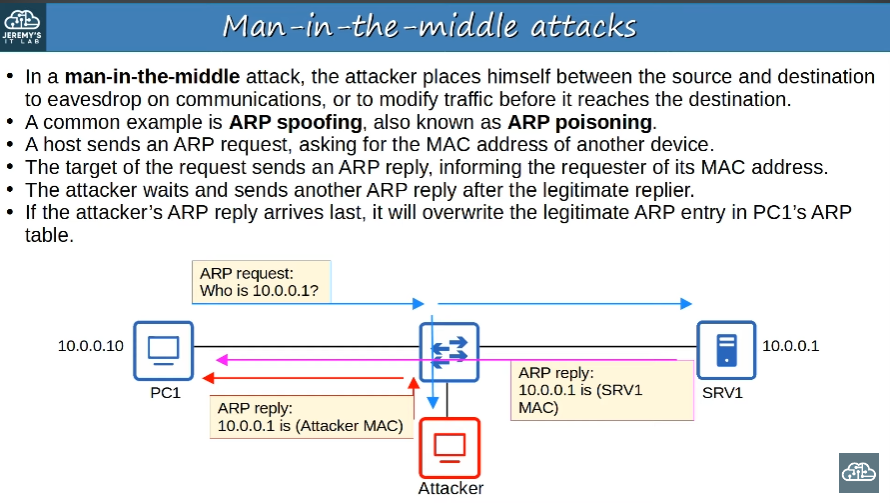 JEREMY'S
IT LAB
Man-in-the-middle attacks
• In a man-in-the-middle attack, the attacker places himself between the source and destination
to eavesdrop on communications, or to modify traffic before it reaches the destination.
• A common example is ARP spoofing, also known as ARP poisoning.
• A host sends an ARP request, asking for the MAC address of another device.
• The target of the request sends an ARP reply, informing the requester of its MAC address.
• The attacker waits and sends another ARP reply after the legitimate replier.
• If the attacker's ARP reply arrives last, it will overwrite the legitimate ARP entry in PC1's ARP
table.
ARP request:
Who is 10.0.0.1?
10.0.0.10
10.0.0.1
PC1
SRV1
ARP reply:
10.0.0.1 is (SRV1
MAC)
ARP reply:
10.0.0.1 is (Attacker MAC)
Attacker